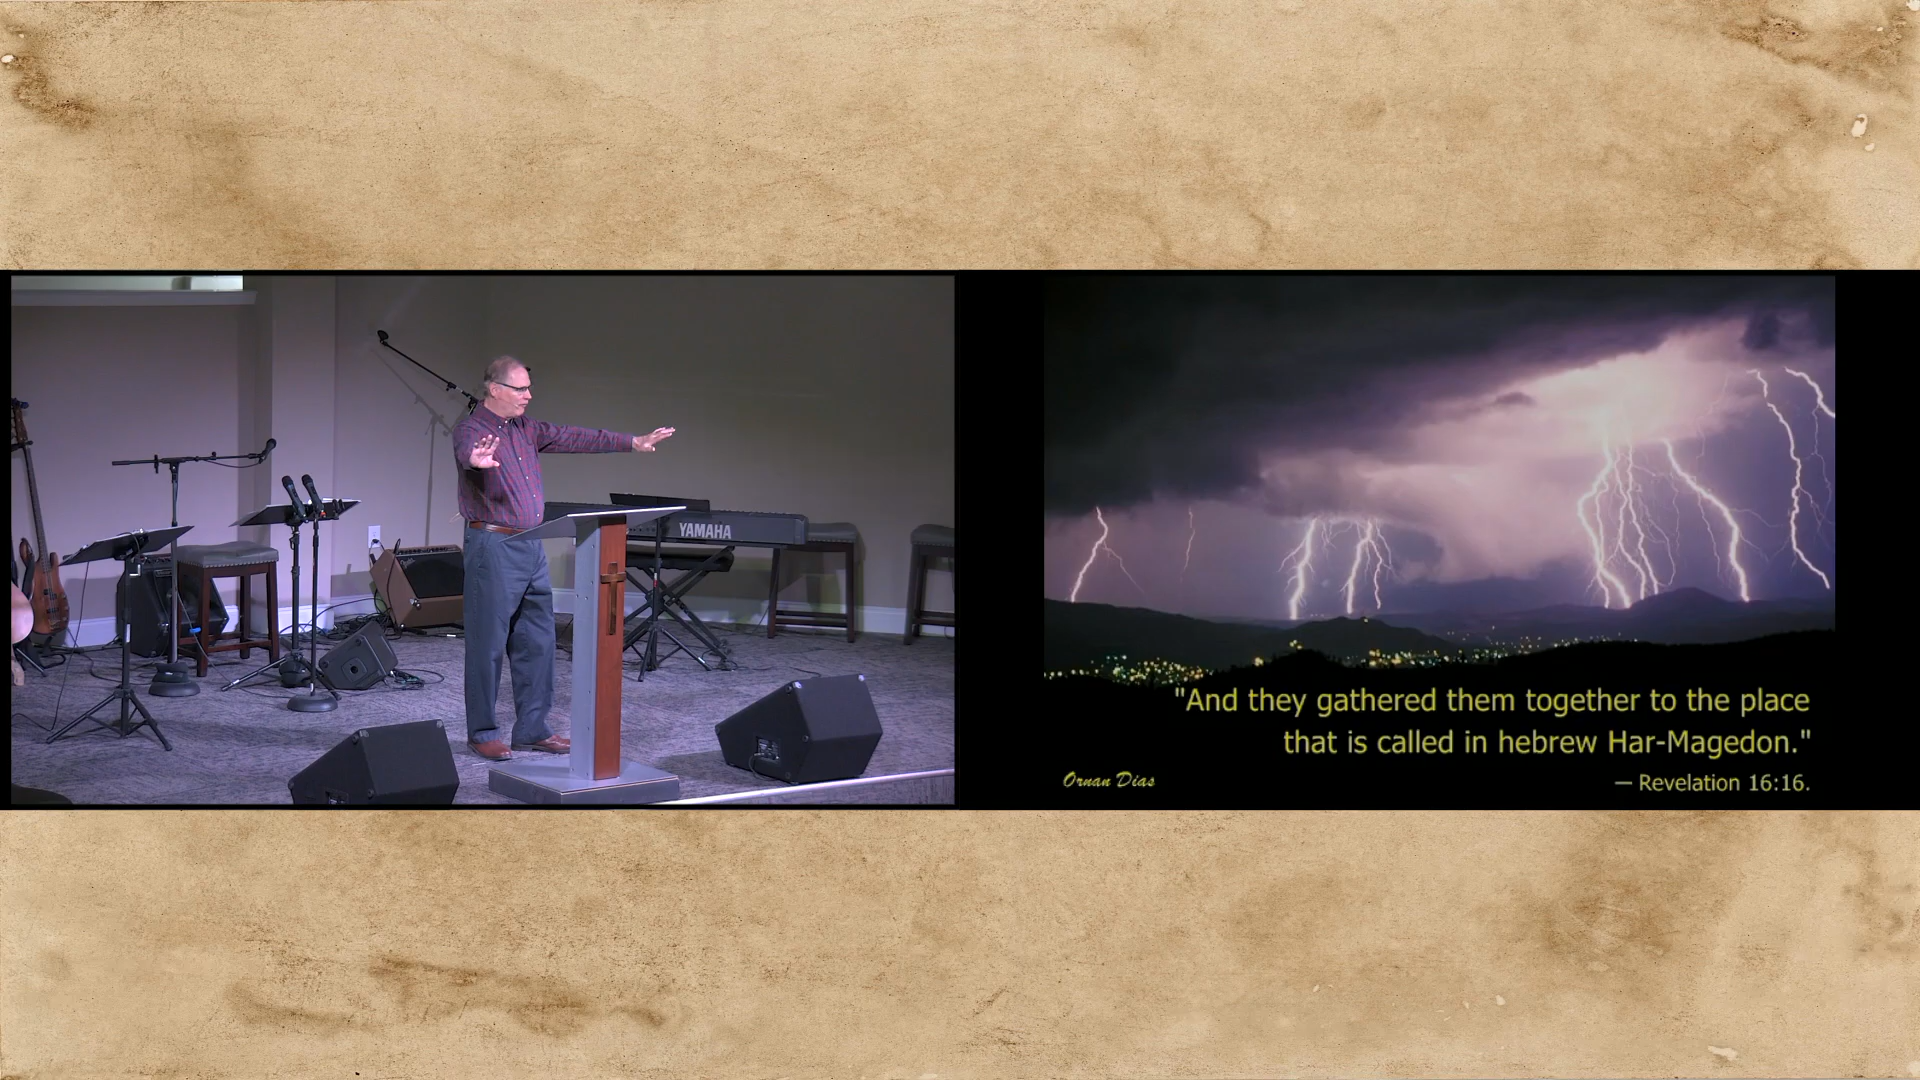 YAMAHA
"And they gathered them together to the place
that is called in hebrew Har-Magedon."
— Revelation 16:16.
Ornan Dias